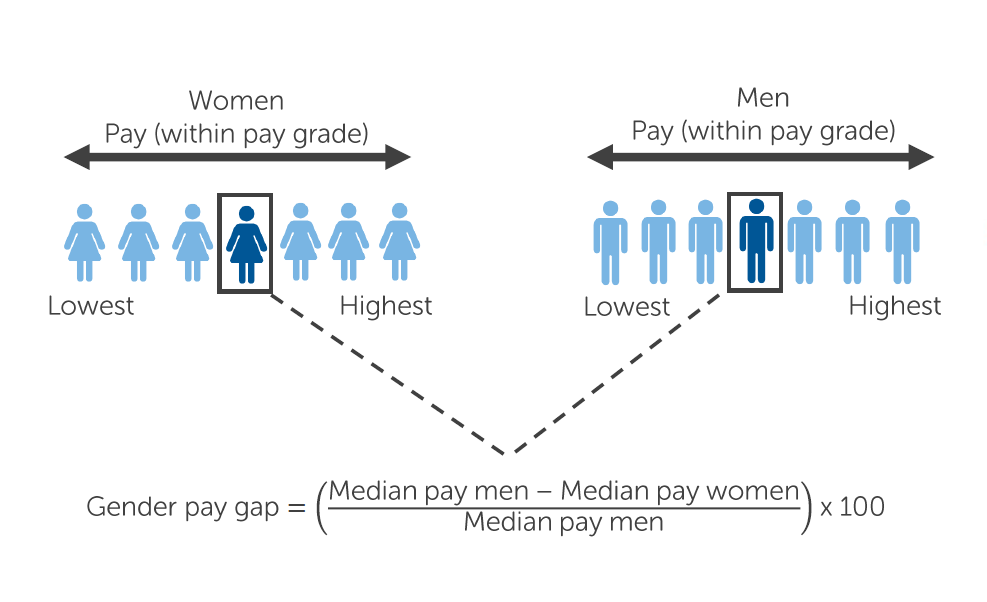 Women
Pay (within pay grade)
Men
Pay (within pay grade)
Lowest
Highest
Lowest
Highest
Gender pay gap = (Median pay men – Median pay women / Median pay men) x 100